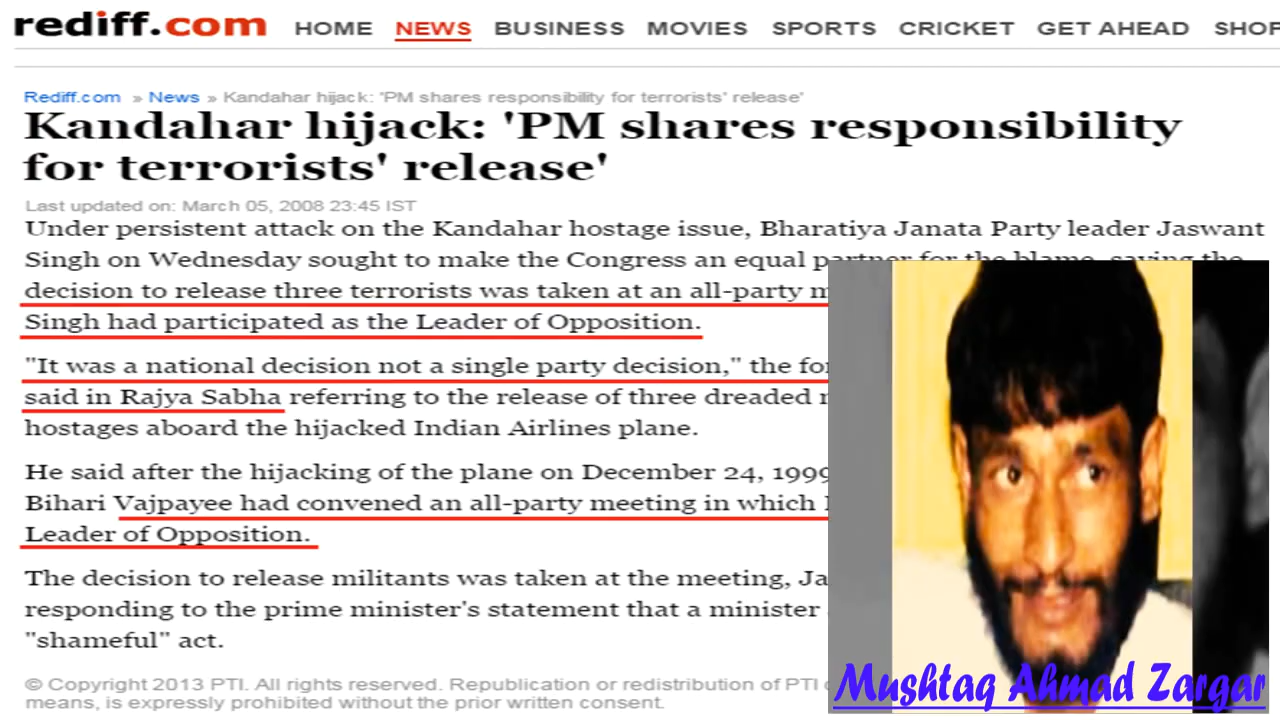 rediff.com HOME NEWS BUSINESS MOVIES SPORTS CRICKET GET AHEAD SHOP
Rediff.com » News » Kandahar hijack: 'PM shares responsibility for terrorists' release'
Kandahar hijack: 'PM shares responsibility
for terrorists' release'
Last updated on: March 05, 2008 23:45 IST
Under persistent attack on the Kandahar hostage issue, Bharatiya Janata Party leader Jaswant
Singh on Wednesday sought to make the Congress an equal partner for the blame, saying the
decision to release three terrorists was taken at an all-party
Singh had participated as the Leader of Opposition.
"It was a national decision not a single party decision," the
said in Rajya Sabha referring to the release of three dreaded
hostages aboard the hijacked Indian Airlines plane.
He said after the hijacking of the plane on December 24, 1999
Bihari Vajpayee had convened an all-party meeting in which
Leader of Opposition.
The decision to release militants was taken at the meeting,
responding to the prime minister's statement that a minister
"shameful" act.
© Copyright 2013 PTI. All rights reserved. Republication or redistribution of PTI
means, is expressly prohibited without the prior written consent.
Mushtaq Ahmad Zargar